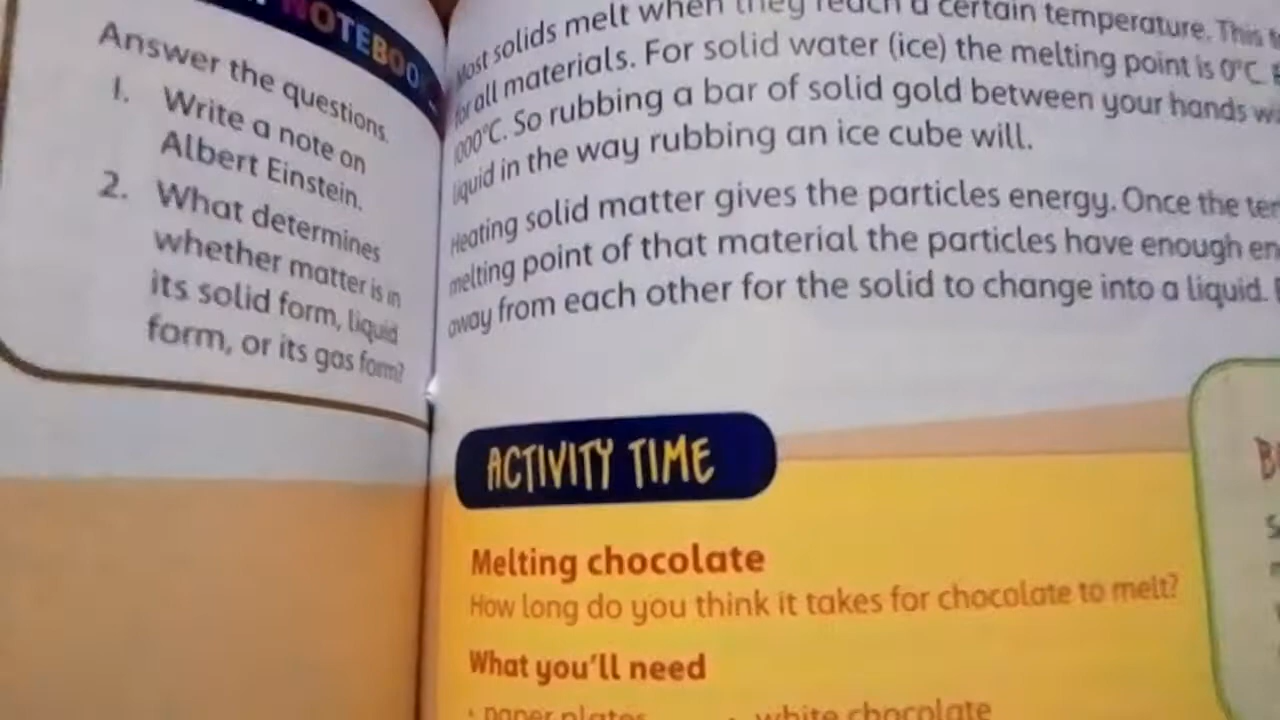 NOTEBOO
Answer the questions.
1. Write a note on
Albert Einstein.
2. What determines
whether matter is in
its solid form, liquid
form, or its gas form?
Most solids melt when they reach a certain temperature. This
for all materials. For solid water (ice) the melting point is 0°C.
1000°C. So rubbing a bar of solid gold between your hands
liquid in the way rubbing an ice cube will.
Heating solid matter gives the particles energy. Once the
melting point of that material the particles have enough
away from each other for the solid to change into a liquid.
ACTIVITY TIME
Melting chocolate
How long do you think it takes for chocolate to melt?
What you'll need
• paper plates • white chocolate